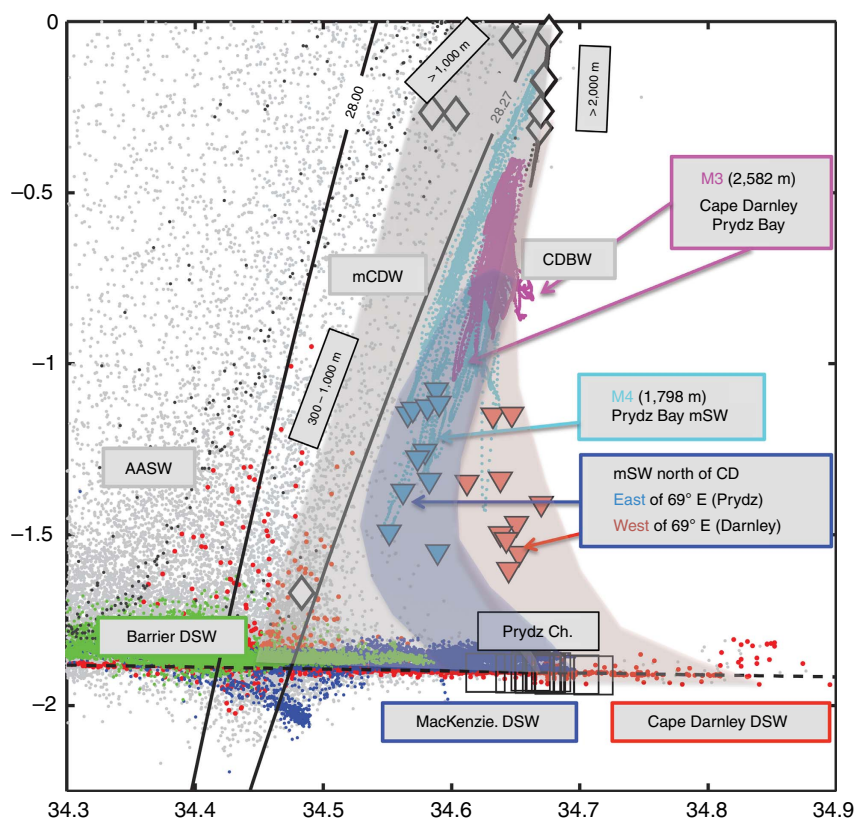 0
−0.5
−1
−1.5
−2
34.3
34.4
34.5
34.6
34.7
34.8
34.9
28.00
> 1,000 m
28.27
> 2,000 m
M3 (2,582 m)
Cape Darnley
Prydz Bay
mCDW
CDBW
300 – 1,000 m
M4 (1,798 m)
Prydz Bay mSW
AASW
mSW north of CD
East of 69° E (Prydz)
West of 69° E (Darnley)
Barrier DSW
Prydz Ch.
MacKenzie. DSW
Cape Darnley DSW